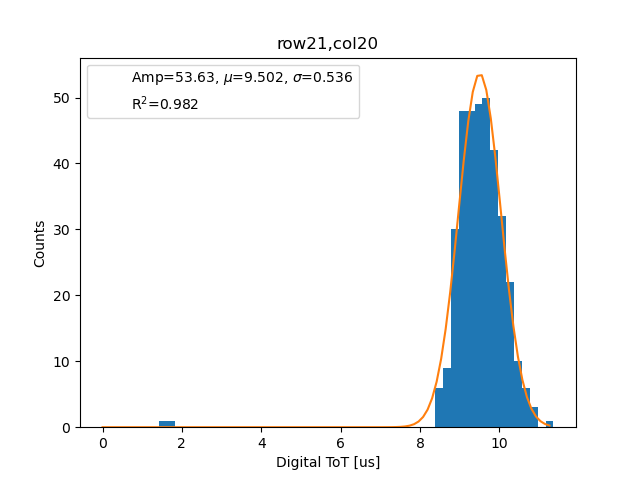 row21,col20
Amp=53.63, μ=9.502, σ=0.536
R²=0.982
50
40
30
20
10
0
Counts
0 2 4 6 8 10
Digital ToT [us]